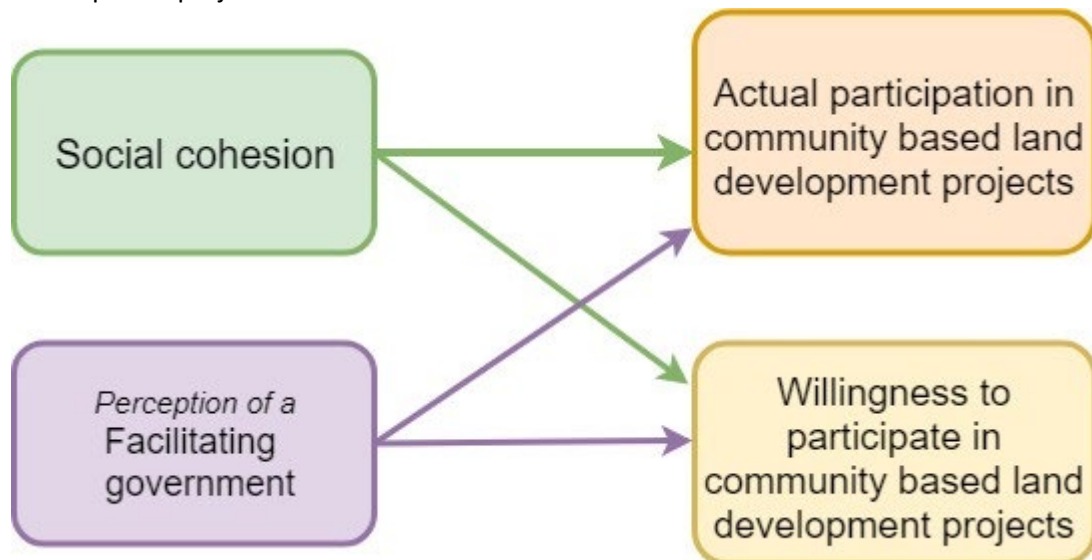 Social cohesion
Actual participation in
community based land
development projects
Perception of a
Facilitating
government
Willingness to
participate in
community based land
development projects